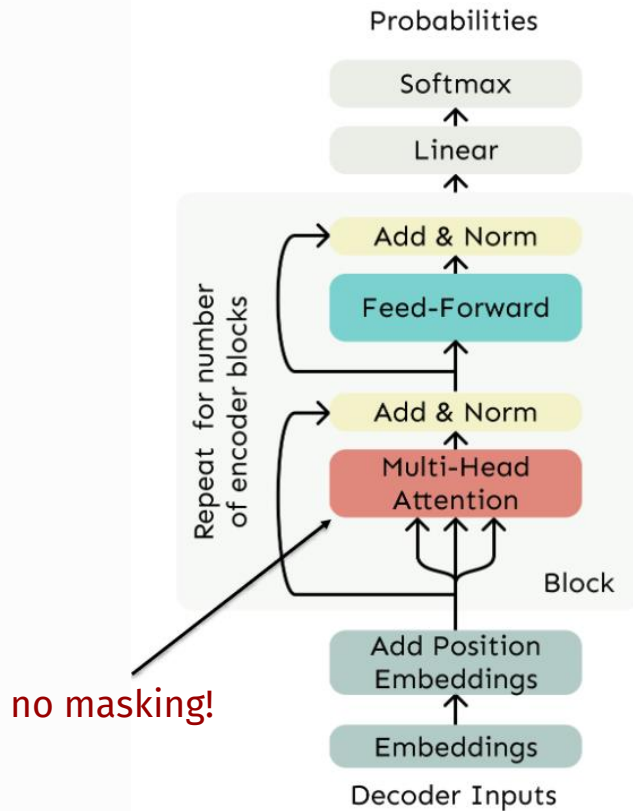 Probabilities
Softmax
Linear
Add & Norm
Feed-Forward
Repeat for number
of encoder blocks
Add & Norm
Multi-Head
Attention
Block
Add Position
Embeddings
no masking!
Embeddings
Decoder Inputs